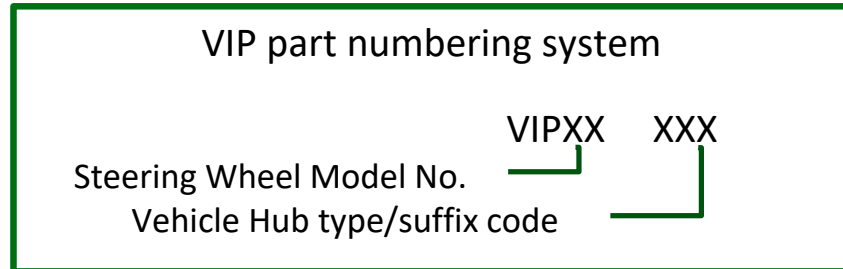 VIP part numbering system
VIPXX XXX
Steering Wheel Model No.
Vehicle Hub type/suffix code